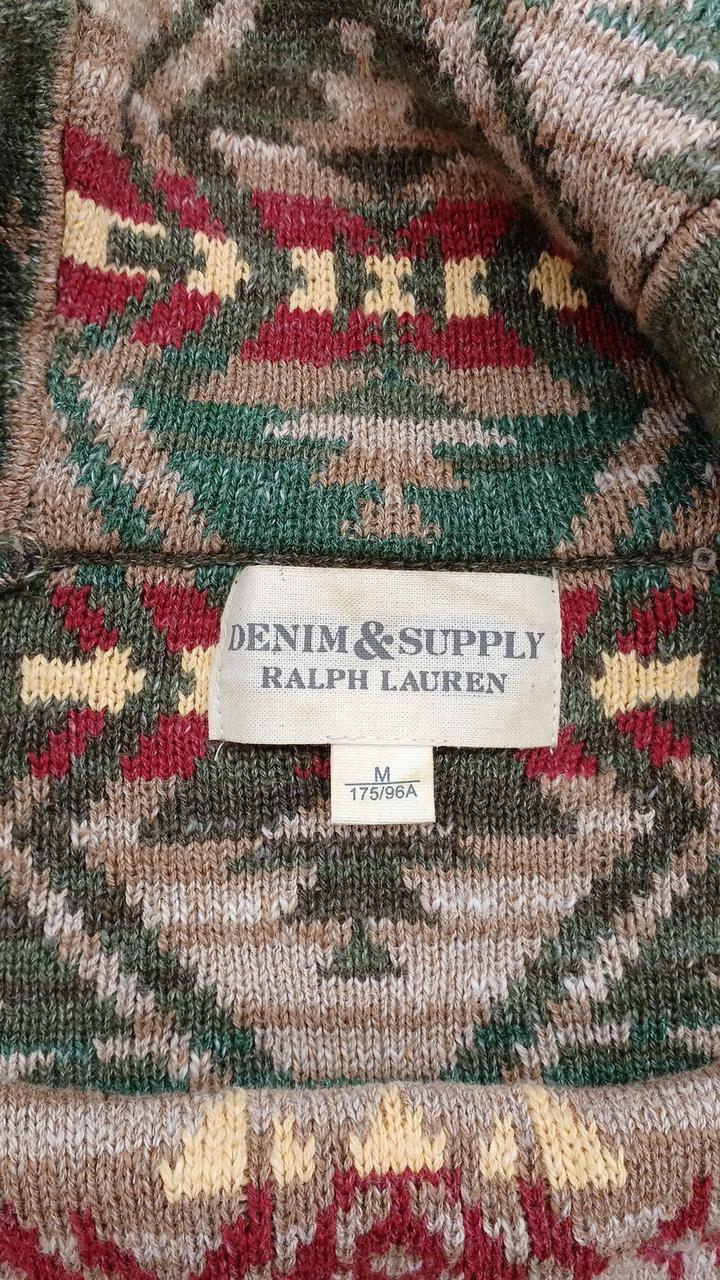 DENIM & SUPPLY
RALPH LAUREN
M
175/96A